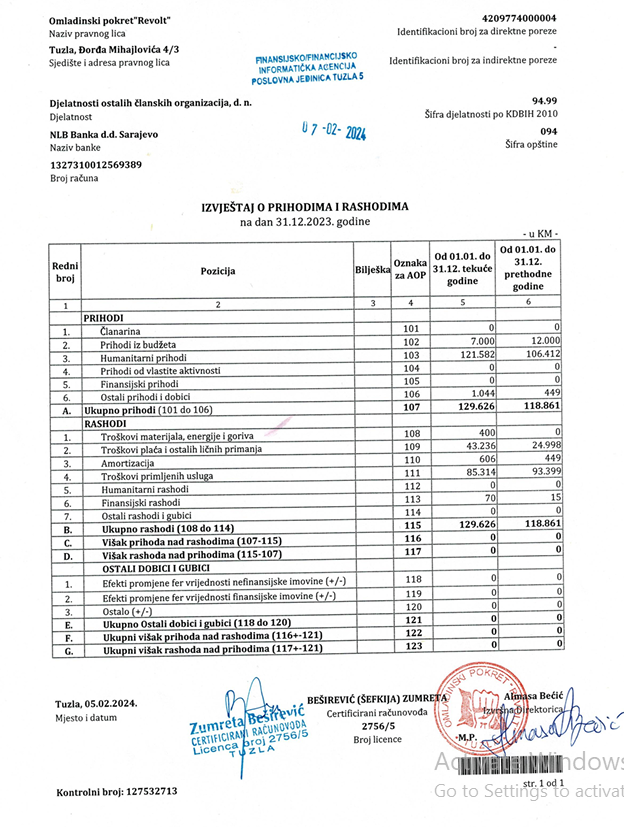 Omladinski pokret"Revolt"
Naziv pravnog lica
Tuzla, Đorđa Mihajlovića 4/3
Sjedište i adresa pravnog lica
4209774000004
Identifikacioni broj za direktne poreze
-
Identifikacioni broj za indirektne poreze
FINANSIJSKO/FINANCIJSKO
INFORMATIČKA AGENCIJA
POSLOVNA JEDINICA TUZLA 5
07-02-2024
Djelatnosti ostalih članskih organizacija, d. n.
Djelatnost
NLB Banka d.d. Sarajevo
Naziv banke
1327310012569389
Broj računa
94.99
Šifra djelatnosti po KDBIH 2010
094
Šifra opštine
IZVJEŠTAJ O PRIHODIMA I RASHODIMA
na dan 31.12.2023. godine
- u KM -
Redni broj Pozicija Bilješka Oznaka za AOP Od 01.01. do 31.12. tekuće godine Od 01.01. do 31.12. prethodne godine
1 2 3 4 5 6
PRIHODI
1. Članarina 101 0 0
2. Prihodi iz budžeta 102 7.000 12.000
3. Humanitarni prihodi 103 121.582 106.412
4. Prihodi od vlastite aktivnosti 104 0 0
5. Finansijski prihodi 105 0 0
6. Ostali prihodi i dobici 106 1.044 449
A. Ukupno prihodi (101 do 106) 107 129.626 118.861
RASHODI
1. Troškovi materijala, energije i goriva 108 400 0
2. Troškovi plaća i ostalih ličnih primanja 109 43.236 24.998
3. Amortizacija 110 606 449
4. Troškovi primljenih usluga 111 85.314 93.399
5. Humanitarni rashodi 112 0 0
6. Finansijski rashodi 113 70 15
7. Ostali rashodi i gubici 114 0 0
B. Ukupno rashodi (108 do 114) 115 129.626 118.861
C. Višak prihoda nad rashodima (107-115) 116 0 0
D. Višak rashoda nad prihodima (115-107) 117 0 0
OSTALI DOBICI I GUBICI
1. Efekti promjene fer vrijednosti nefinansijske imovine (+/-) 118 0 0
2. Efekti promjene fer vrijednosti finansijske imovine (+/-) 119 0 0
3. Ostalo (+/-) 120 0 0
E. Ukupno Ostali dobici i gubici (118 do 120) 121 0 0
F. Ukupni višak prihoda nad rashodima (116+-121) 122 0 0
G. Ukupni višak rashoda nad prihodima (117+-121) 123 0 0
Tuzla, 05.02.2024.
Mjesto i datum
Zumreta Beširević
CERTIFICIRANI RAČUNOVOĐA
Licenca broj 2756/5
TUZLA
BEŠIREVIĆ (ŠEFKIJA) ZUMRETA
Certificirani računovođa
2756/5
Broj licence
OMLADINSKI POKRET
TUZLA
M.P.
Almasa Bećić
Izvršna Direktorica
Almasa Bećić
Activate Windows
Go to Settings to activat
str. 1 od 1
Kontrolni broj: 127532713